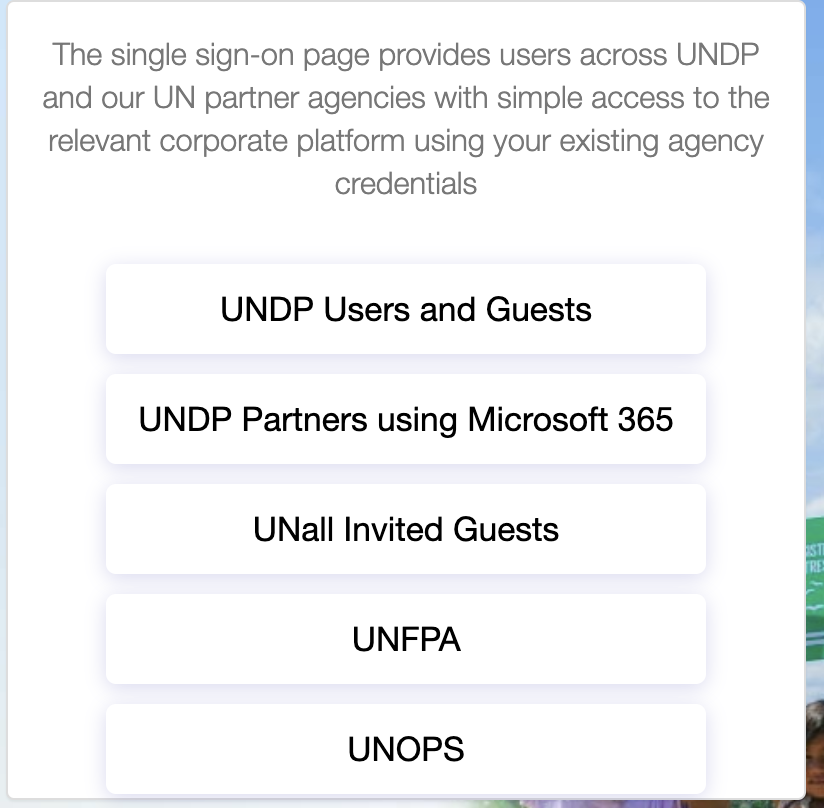 The single sign-on page provides users across UNDP
and our UN partner agencies with simple access to the
relevant corporate platform using your existing agency
credentials
UNDP Users and Guests
UNDP Partners using Microsoft 365
UNall Invited Guests
UNFPA
UNOPS